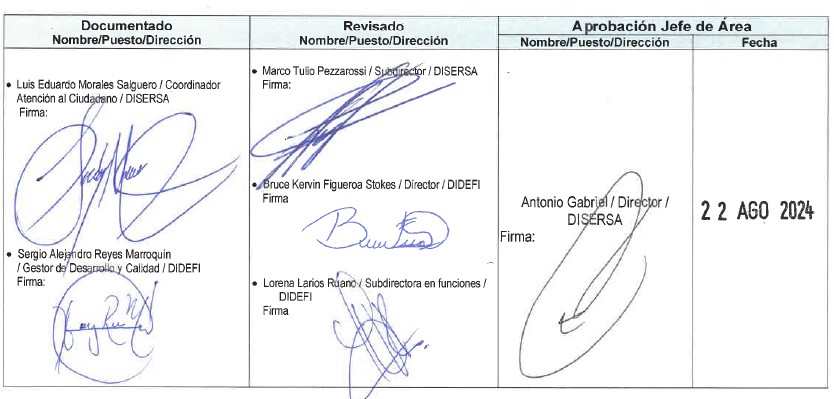 Documentado
Nombre/Puesto/Dirección
Revisado
Nombre/Puesto/Dirección
Aprobación Jefe de Área
Nombre/Puesto/Dirección
Fecha
• Luis Eduardo Morales Salguero / Coordinador
Atención al Ciudadano / DISERSA
Firma:
• Sergio Alejandro Reyes Marroquin
/ Gestor de Desarrollo y Calidad / DIDEFI
Firma:
• Marco Tulio Pezzarossi / Subdirector / DISERSA
Firma:
• Bruce Kervin Figueroa Stokes / Director / DIDEFI
Firma
• Lorena Larios Ruano / Subdirectora en funciones /
DIDEFI
Firma
Antonio Gabriel / Director /
DISERSA
Firma:
22 AGO 2024